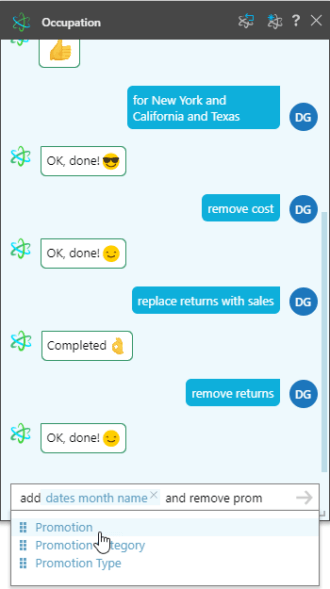 Occupation ? ×
for New York and
California and Texas
DG
OK, done!
remove cost
DG
OK, done!
replace returns with sales
DG
Completed
remove returns
DG
OK, done!
add dates month name × and remove prom
Promotion
Promotion Category
Promotion Type